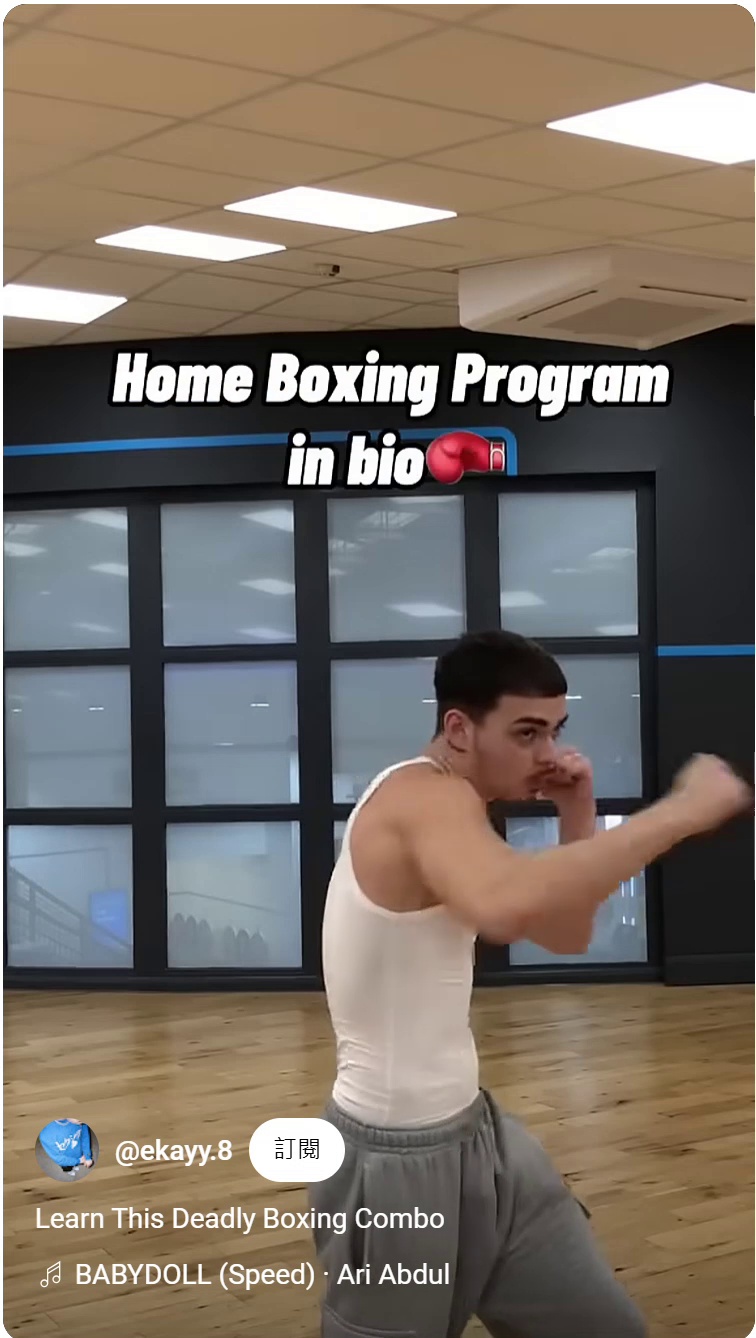 Home Boxing Program
in bio🥊
@ekayy.8 訂閱
Learn This Deadly Boxing Combo
BABYDOLL (Speed) · Ari Abdul